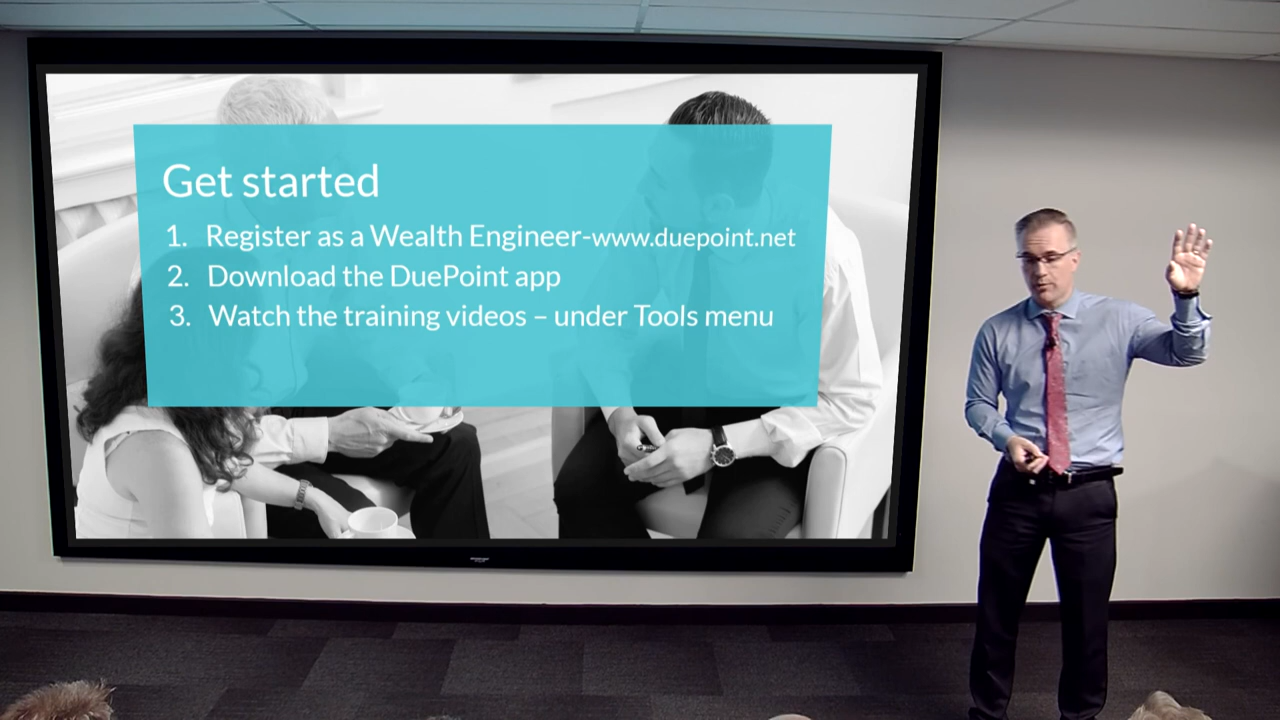 Get started
1. Register as a Wealth Engineer-www.duepoint.net
2. Download the DuePoint app
3. Watch the training videos – under Tools menu